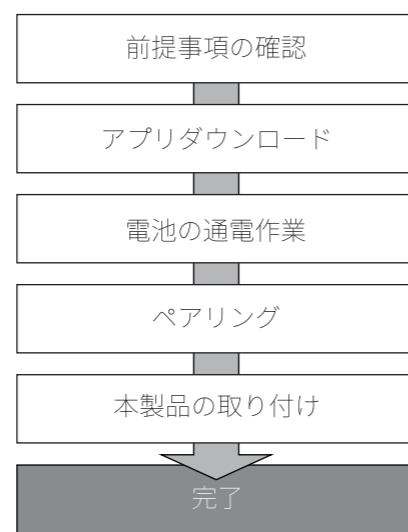 前提事項の確認
アプリダウンロード
電池の通電作業
ペアリング
本製品の取り付け
完了